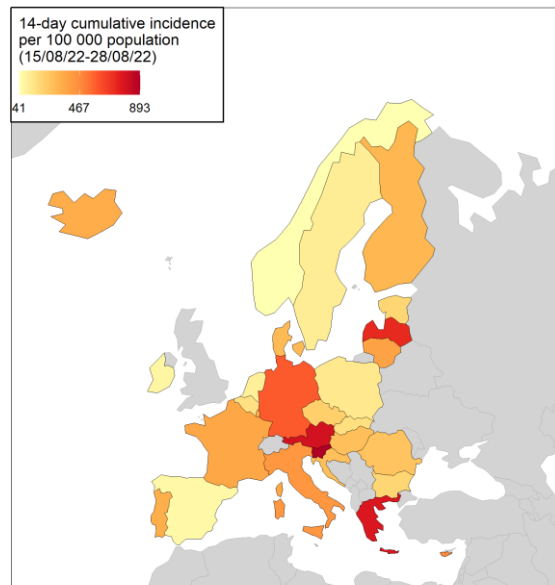 14-day cumulative incidence
per 100 000 population
(15/08/22-28/08/22)
41 467 893